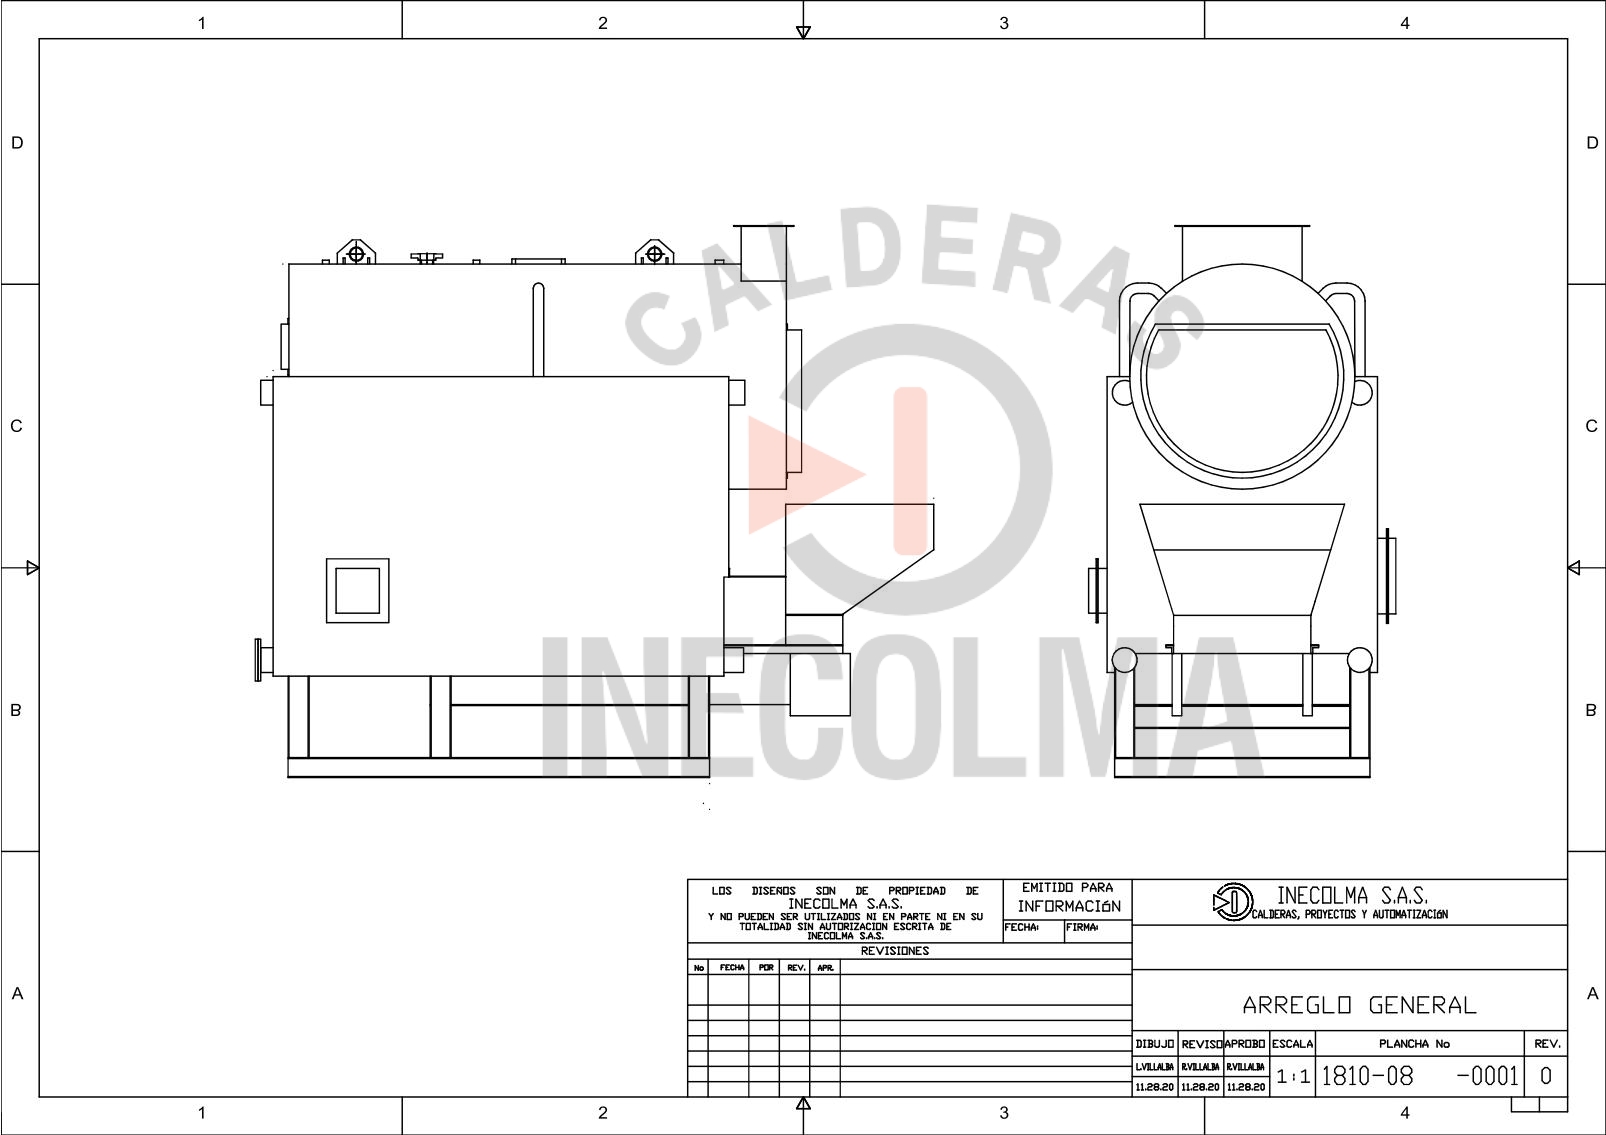 1 2 3 4
D D
C C
B B
A A
1 2 3 4
CALDERAS
INECOLMA
LOS DISEÑOS SON DE PROPIEDAD DE
INECOLMA S.A.S.
Y NO PUEDEN SER UTILIZADOS NI EN PARTE NI EN SU
TOTALIDAD SIN AUTORIZACION ESCRITA DE
INECOLMA S.A.S.
EMITIDO PARA
INFORMACIóN
FECHA: FIRMA:
REVISIONES
No FECHA POR REV. APR.
INECOLMA S.A.S.
CALDERAS, PROYECTOS Y AUTOMATIZACIóN
ARREGLO GENERAL
DIBUJO REVISO APROBO ESCALA PLANCHA No REV.
L.VILLALBA R.VILLALBA R.VILLALBA 1:1 1810-08 -0001 0
11.28.20 11.28.20 11.28.20